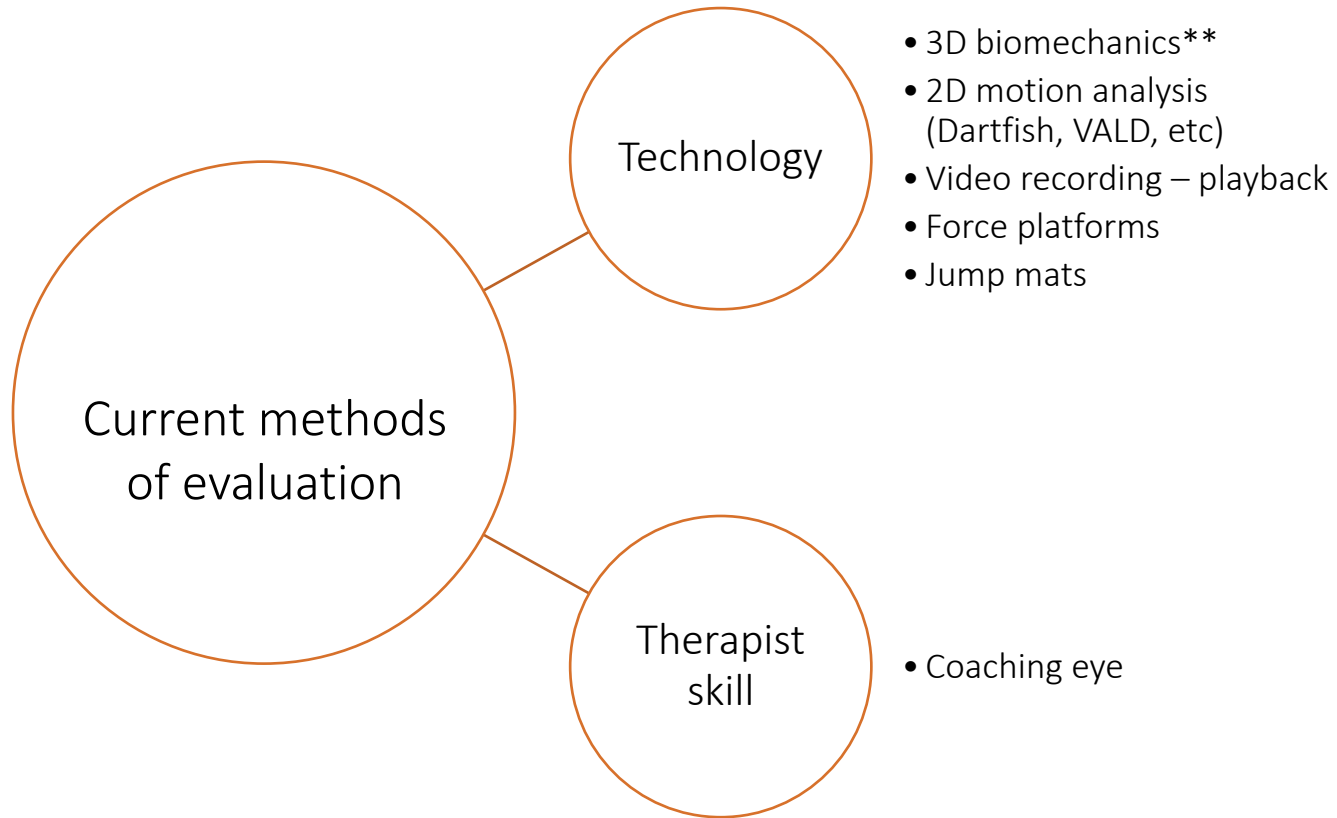 Current methods
of evaluation
Technology
• 3D biomechanics**
• 2D motion analysis
(Dartfish, VALD, etc)
• Video recording – playback
• Force platforms
• Jump mats
Therapist
skill
• Coaching eye